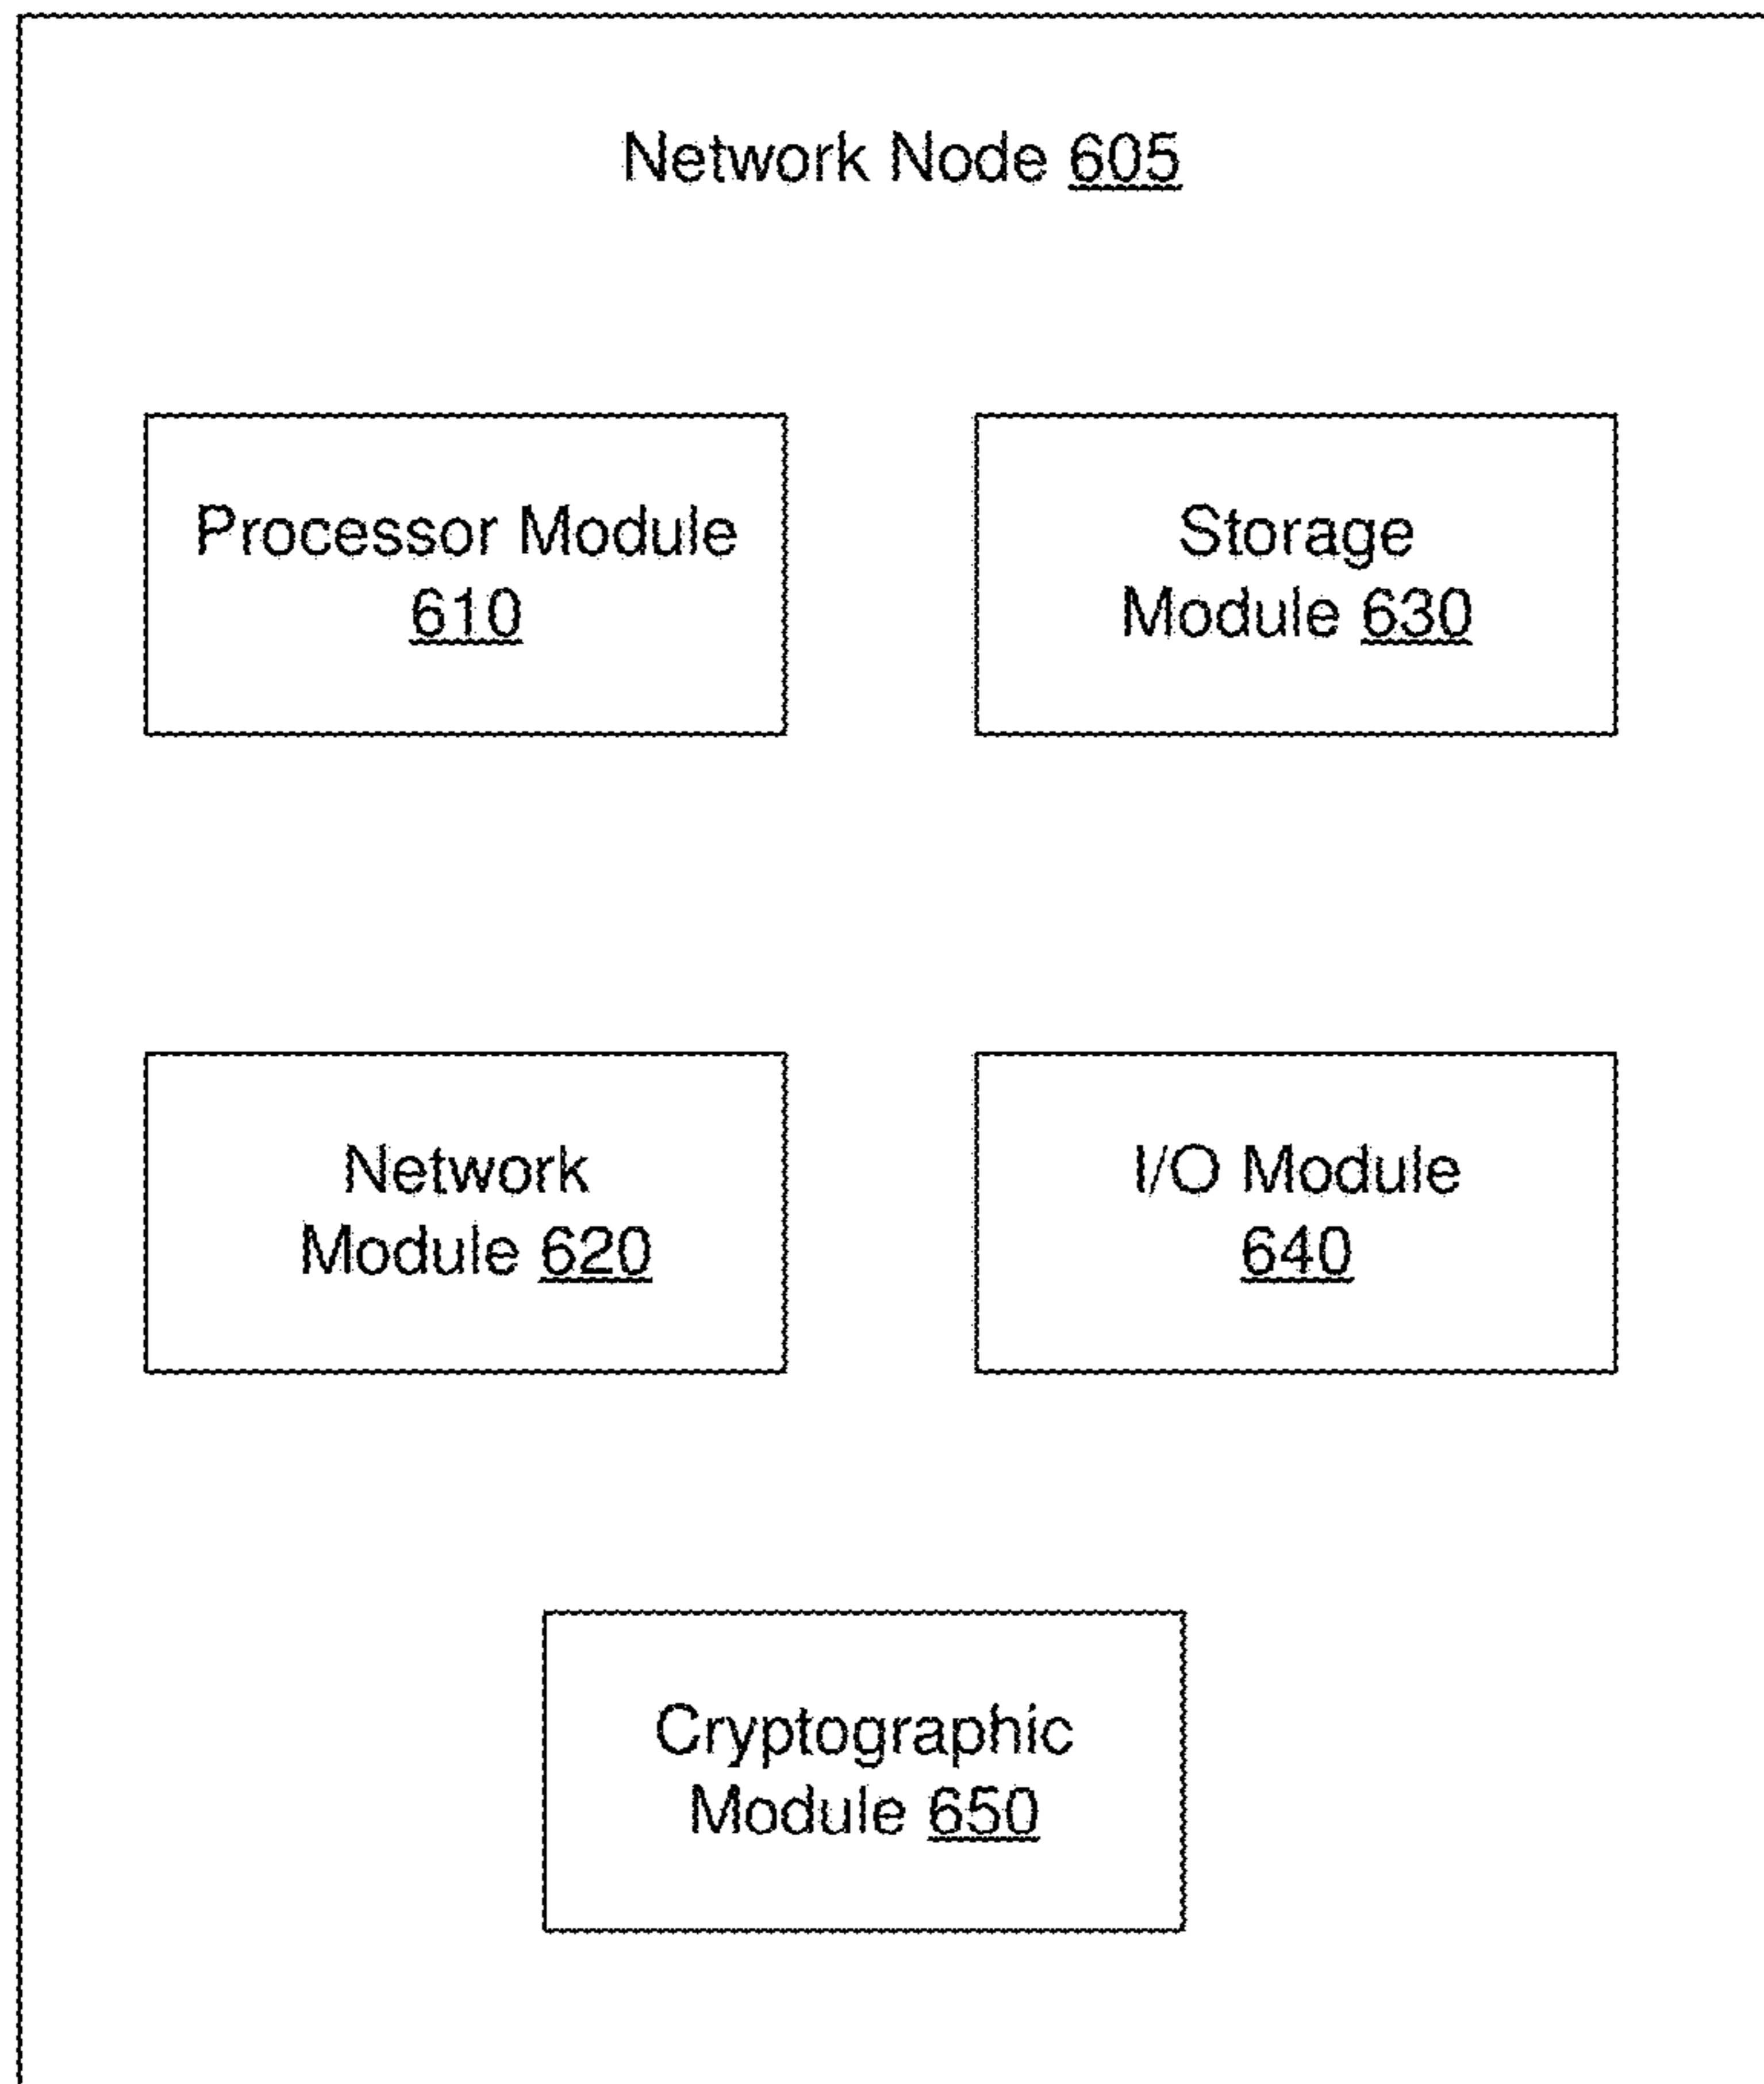 Network Node 605
Processor Module
610
Storage
Module 630
Network
Module 620
I/O Module
640
Cryptographic
Module 650